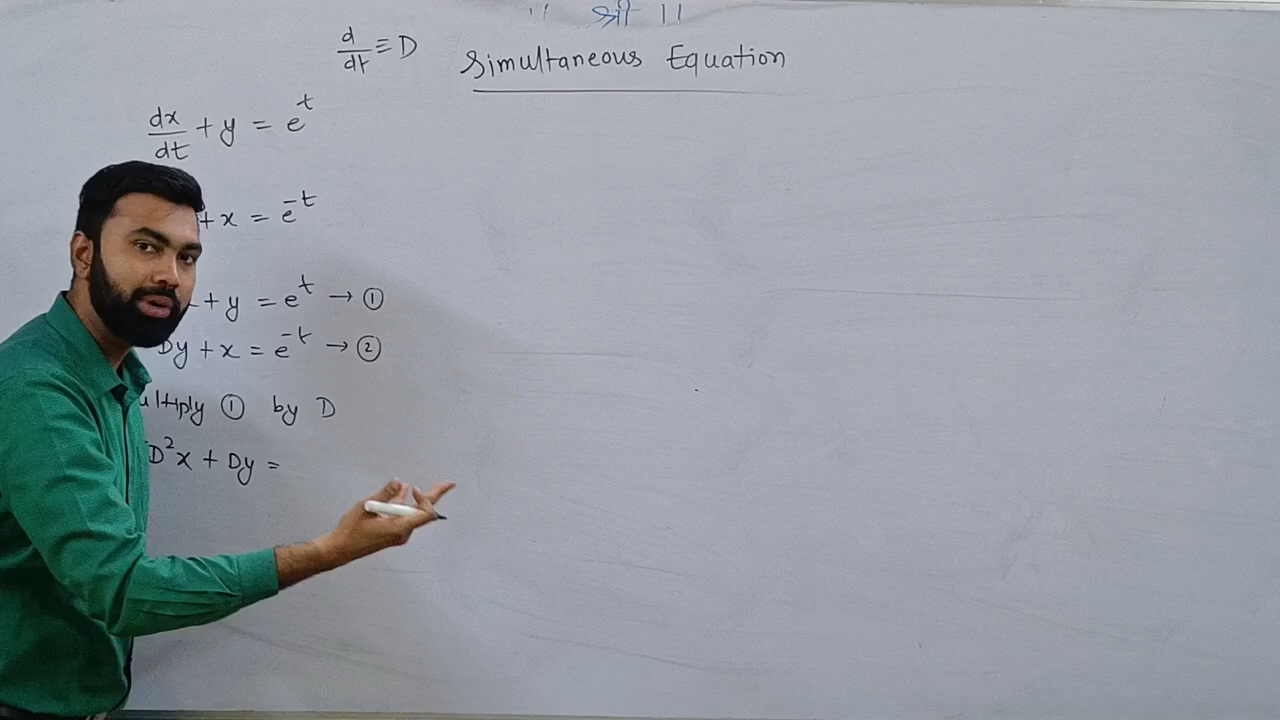 ॥ श्री ॥
d/dt ≡ D Simultaneous Equation
dx/dt + y = e^t
+ x = e^-t
+ y = e^t → ①
Dy + x = e^-t → ②
ultiply ① by D
D²x + Dy =